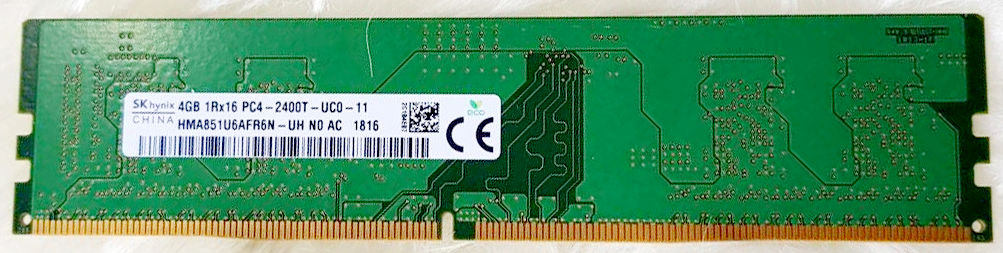 SK hynix
CHINA
4GB 1Rx16 PC4-2400T-UC0-11
HMA851U6AFR6N-UH N0 AC 1816
CE